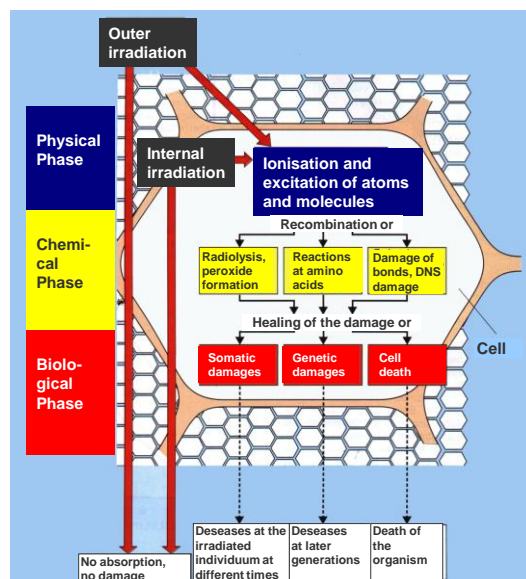 Outer
irradiation
Physical
Phase
Internal
irradiation
Ionisation and
excitation of atoms
and molecules
Recombination or
Chemi-
cal
Phase
Radiolysis,
peroxide
formation
Reactions
at amino
acids
Damage of
bonds, DNS
damage
Healing of the damage or
Cell
Biolo-
gical
Phase
Somatic
damages
Genetic
damages
Cell
death
No absorption,
no damage
Deseases at the
irradiated
individuum at
different times
Deseases
at later
generations
Death of
the
organism